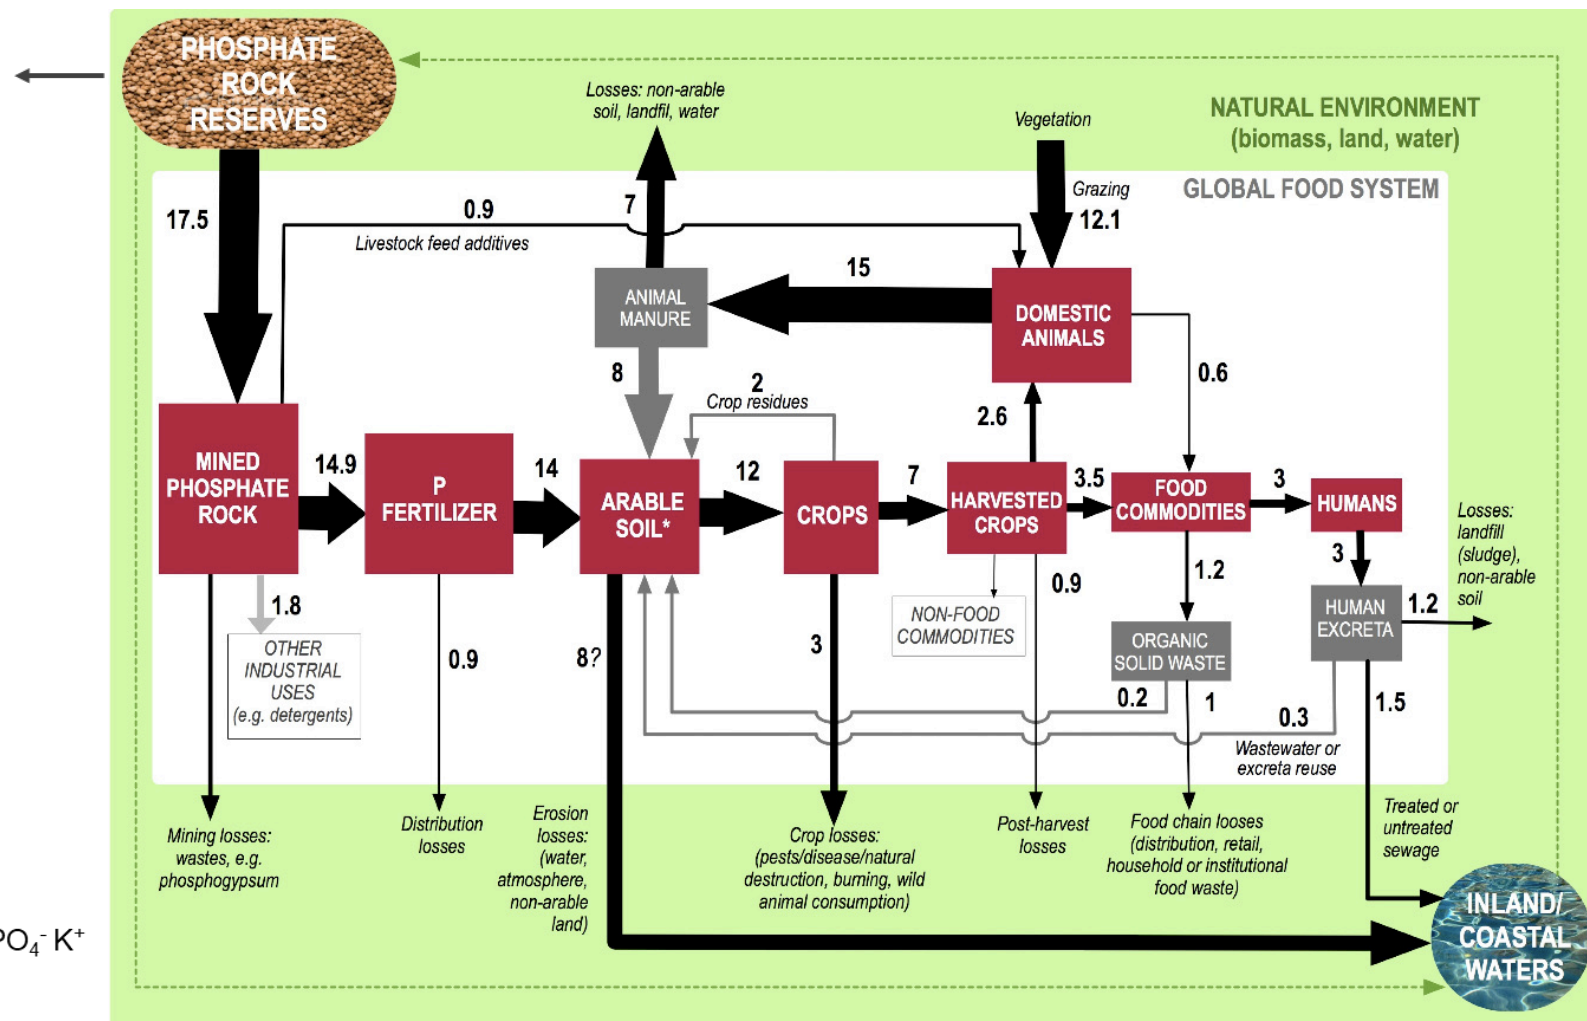 PHOSPHATE
ROCK
RESERVES
Losses: non-arable
soil, landfil, water
Vegetation
NATURAL ENVIRONMENT
(biomass, land, water)
GLOBAL FOOD SYSTEM
17.5
0.9
Livestock feed additives
7
Grazing
12.1
ANIMAL
MANURE
15
DOMESTIC
ANIMALS
8
2
Crop residues
2.6
0.6
MINED
PHOSPHATE
ROCK
14.9
P
FERTILIZER
14
ARABLE
SOIL*
12
CROPS
7
HARVESTED
CROPS
3.5
FOOD
COMMODITIES
3
HUMANS
Losses:
landfill
(sludge),
non-arable
soil
1.8
OTHER
INDUSTRIAL
USES
(e.g. detergents)
0.9
8?
3
NON-FOOD
COMMODITIES
0.9
1.2
ORGANIC
SOLID WASTE
3
HUMAN
EXCRETA
1.2
0.2
1
0.3
1.5
Wastewater or
excreta reuse
Mining losses:
wastes, e.g.
phosphogypsum
Distribution
losses
Erosion
losses:
(water,
atmosphere,
non-arable
land)
Crop losses:
(pests/disease/natural
destruction, burning, wild
animal consumption)
Post-harvest
losses
Food chain looses
(distribution, retail,
household or institutional
food waste)
Treated or
untreated
sewage
INLAND/
COASTAL
WATERS
PO₄⁻ K⁺